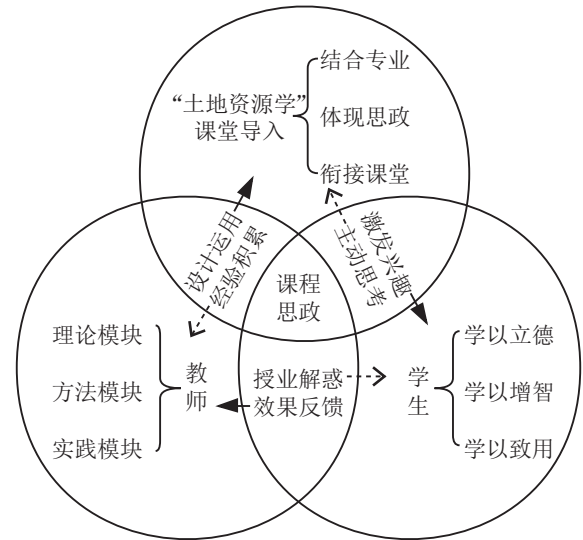 结合专业
“土地资源学”
课堂导入
体现思政
衔接课堂
设计运用
经验积累
激发兴趣
主动思考
课程
思政
理论模块
方法模块
实践模块
教
师
授业解惑
效果反馈
学
生
学以立德
学以增智
学以致用